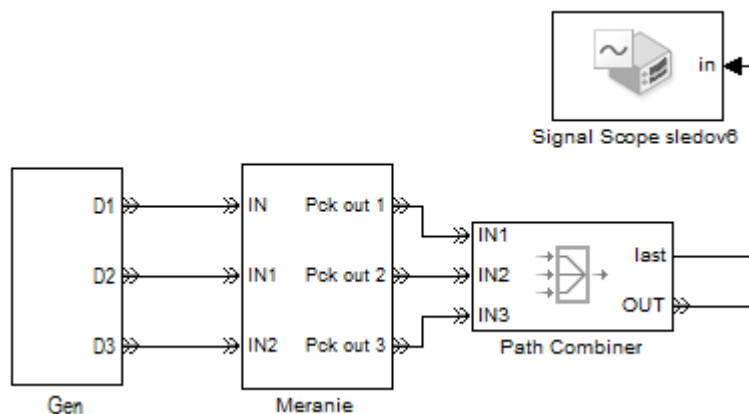 in
Signal Scope sledov6
D1
IN
Pck out 1
IN1
last
D2
IN1
Pck out 2
IN2
OUT
D3
IN2
Pck out 3
IN3
Path Combiner
Gen
Meranie